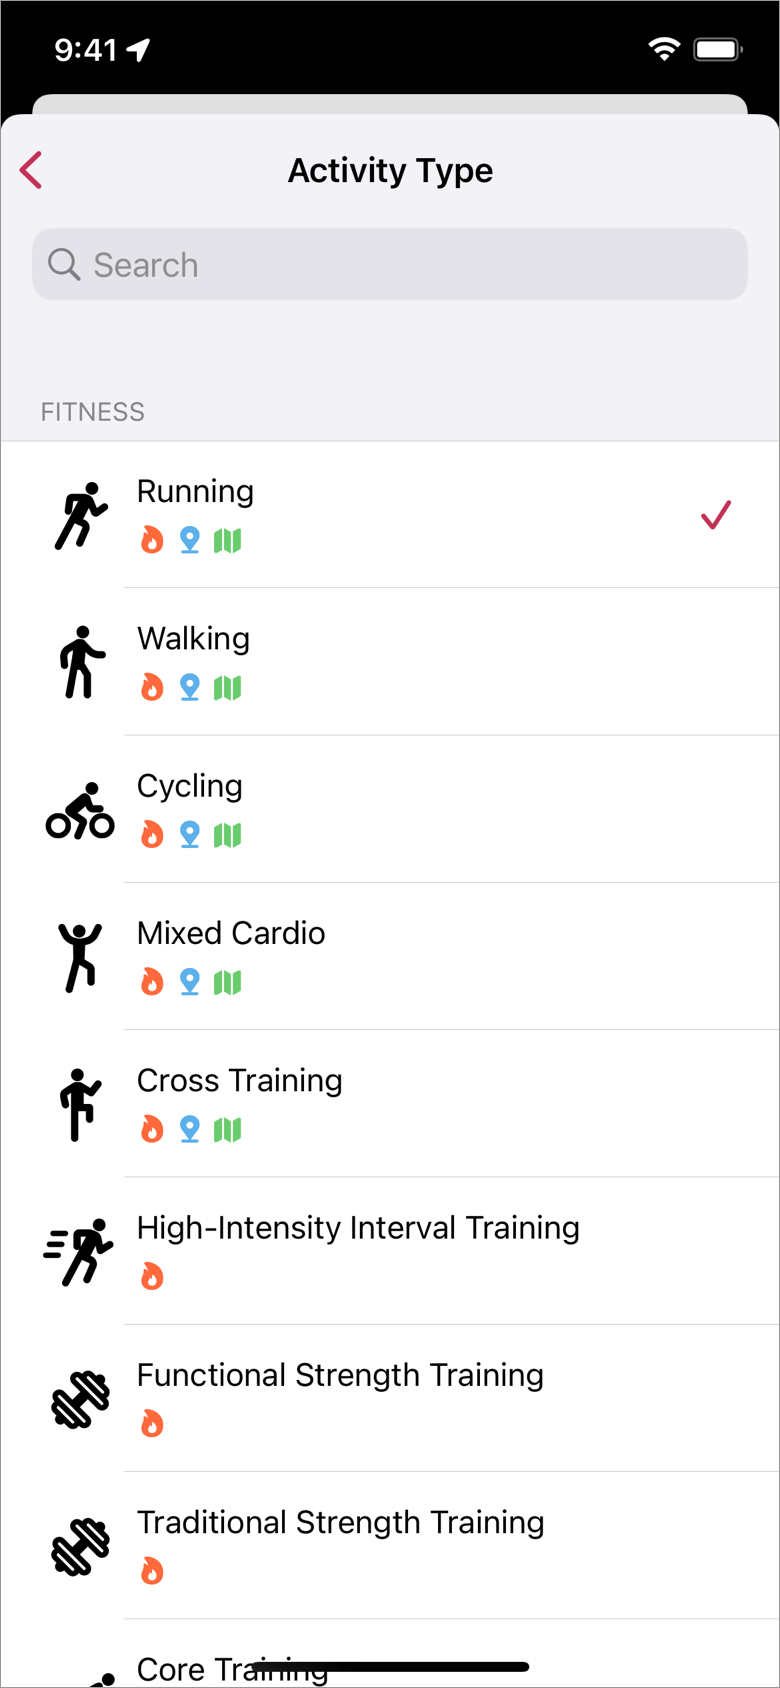 9:41
Activity Type
Search
FITNESS
Running
Walking
Cycling
Mixed Cardio
Cross Training
High-Intensity Interval Training
Functional Strength Training
Traditional Strength Training
Core Training